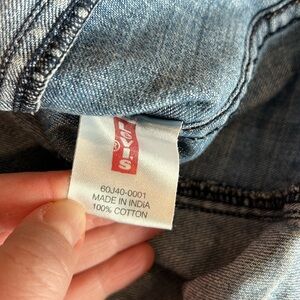 LEVI'S
®
60J40-0001
MADE IN INDiA
100% COTTON